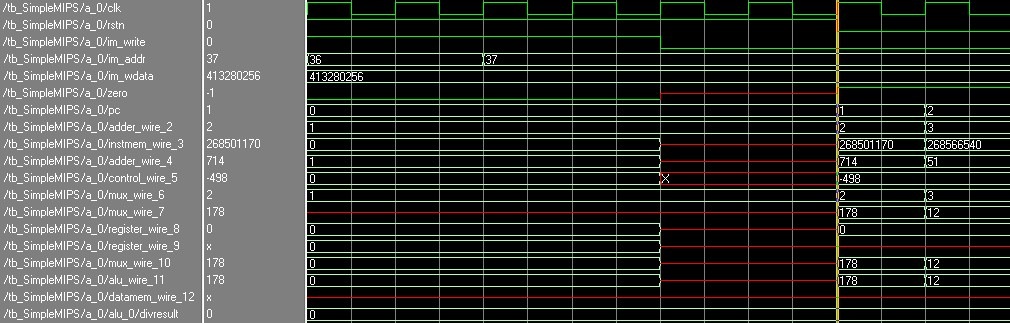 /tb_SimpleMIPS/a_0/clk 1
/tb_SimpleMIPS/a_0/rstn 0
/tb_SimpleMIPS/a_0/im_write 0
/tb_SimpleMIPS/a_0/im_addr 37 36 37
/tb_SimpleMIPS/a_0/im_wdata 413280256 413280256
/tb_SimpleMIPS/a_0/zero -1
/tb_SimpleMIPS/a_0/pc 1 0 1 2
/tb_SimpleMIPS/a_0/adder_wire_2 2 1 2 3
/tb_SimpleMIPS/a_0/instmem_wire_3 268501170 0 268501170 268566540
/tb_SimpleMIPS/a_0/adder_wire_4 714 1 714 51
/tb_SimpleMIPS/a_0/control_wire_5 -498 0 X -498
/tb_SimpleMIPS/a_0/mux_wire_6 2 1 2 3
/tb_SimpleMIPS/a_0/mux_wire_7 178 178 12
/tb_SimpleMIPS/a_0/register_wire_8 0 0 0
/tb_SimpleMIPS/a_0/register_wire_9 x 0
/tb_SimpleMIPS/a_0/mux_wire_10 178 0 178 12
/tb_SimpleMIPS/a_0/alu_wire_11 178 0 178 12
/tb_SimpleMIPS/a_0/datamem_wire_12 x
/tb_SimpleMIPS/a_0/alu_0/divresult 0 0